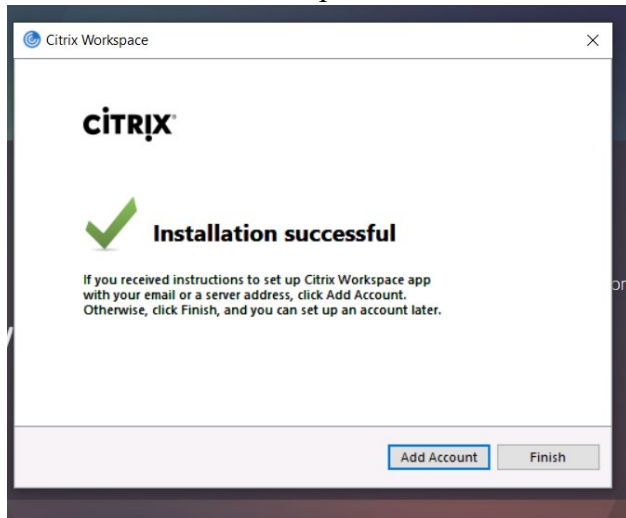 Citrix Workspace
CİTRIX
Installation successful
If you received instructions to set up Citrix Workspace app
with your email or a server address, click Add Account.
Otherwise, click Finish, and you can set up an account later.
Add Account
Finish